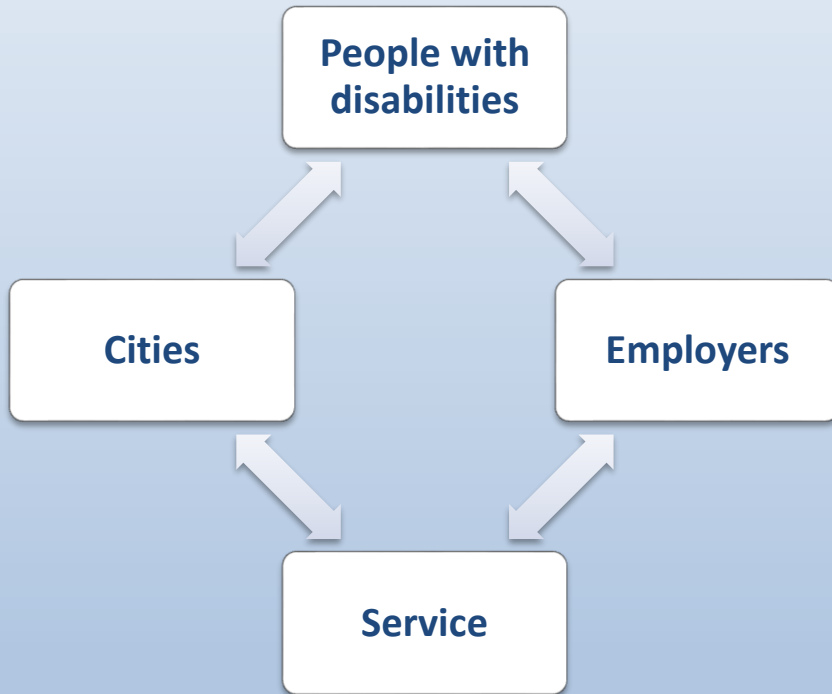 People with
disabilities
Cities
Employers
Service